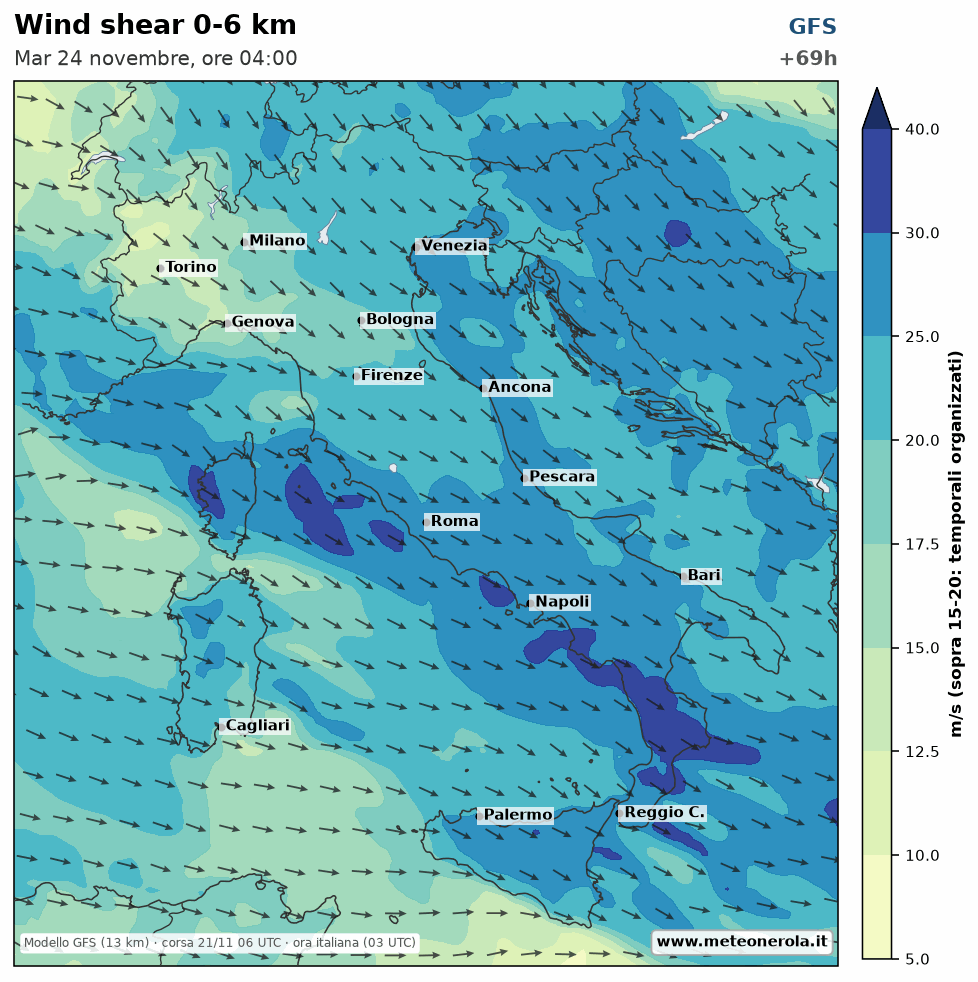 Wind shear 0-6 km
GFS
Mar 24 novembre, ore 04:00
+69h
40.0
30.0
25.0
20.0
17.5
15.0
12.5
10.0
5.0
m/s (sopra 15-20: temporali organizzati)
Milano
Venezia
Torino
Genova
Bologna
Firenze
Ancona
Pescara
Roma
Bari
Napoli
Cagliari
Palermo
Reggio C.
Modello GFS (13 km) · corsa 21/11 06 UTC · ora italiana (03 UTC)
www.meteonerola.it